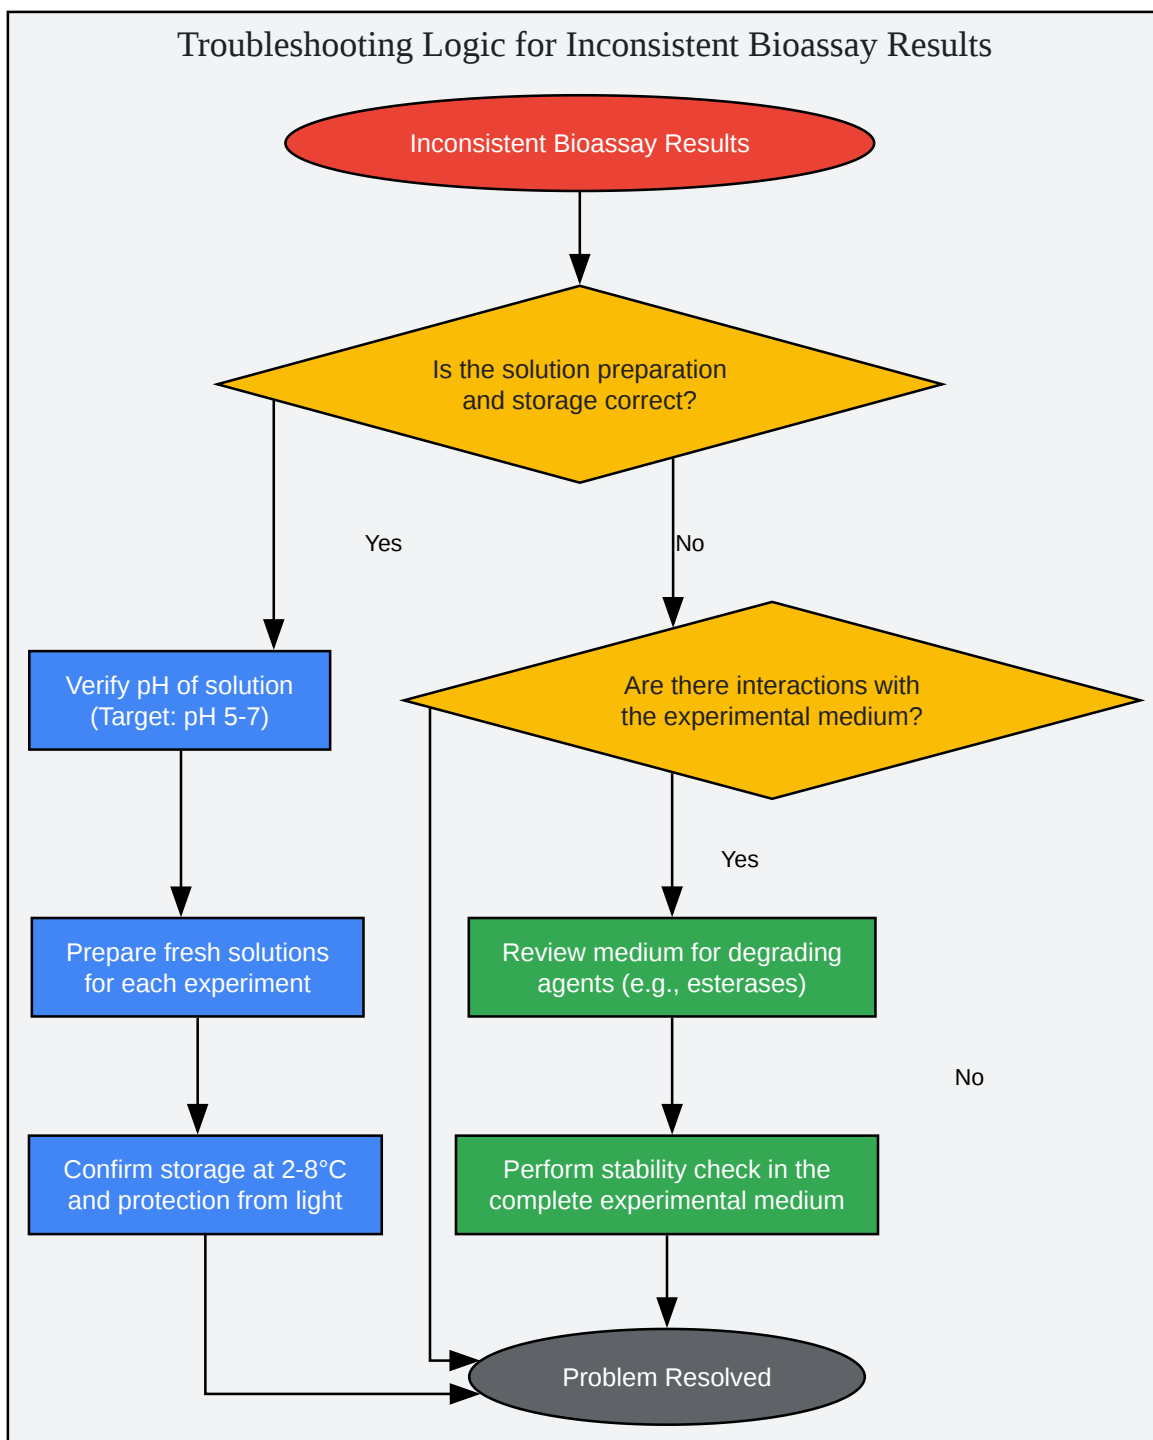 Troubleshooting Logic for Inconsistent Bioassay Results
Inconsistent Bioassay Results
Is the solution preparation
and storage correct?
Yes
No
Verify pH of solution
(Target: pH 5-7)
Are there interactions with
the experimental medium?
Yes
Prepare fresh solutions
for each experiment
Review medium for degrading
agents (e.g., esterases)
No
Confirm storage at 2-8°C
and protection from light
Perform stability check in the
complete experimental medium
Problem Resolved